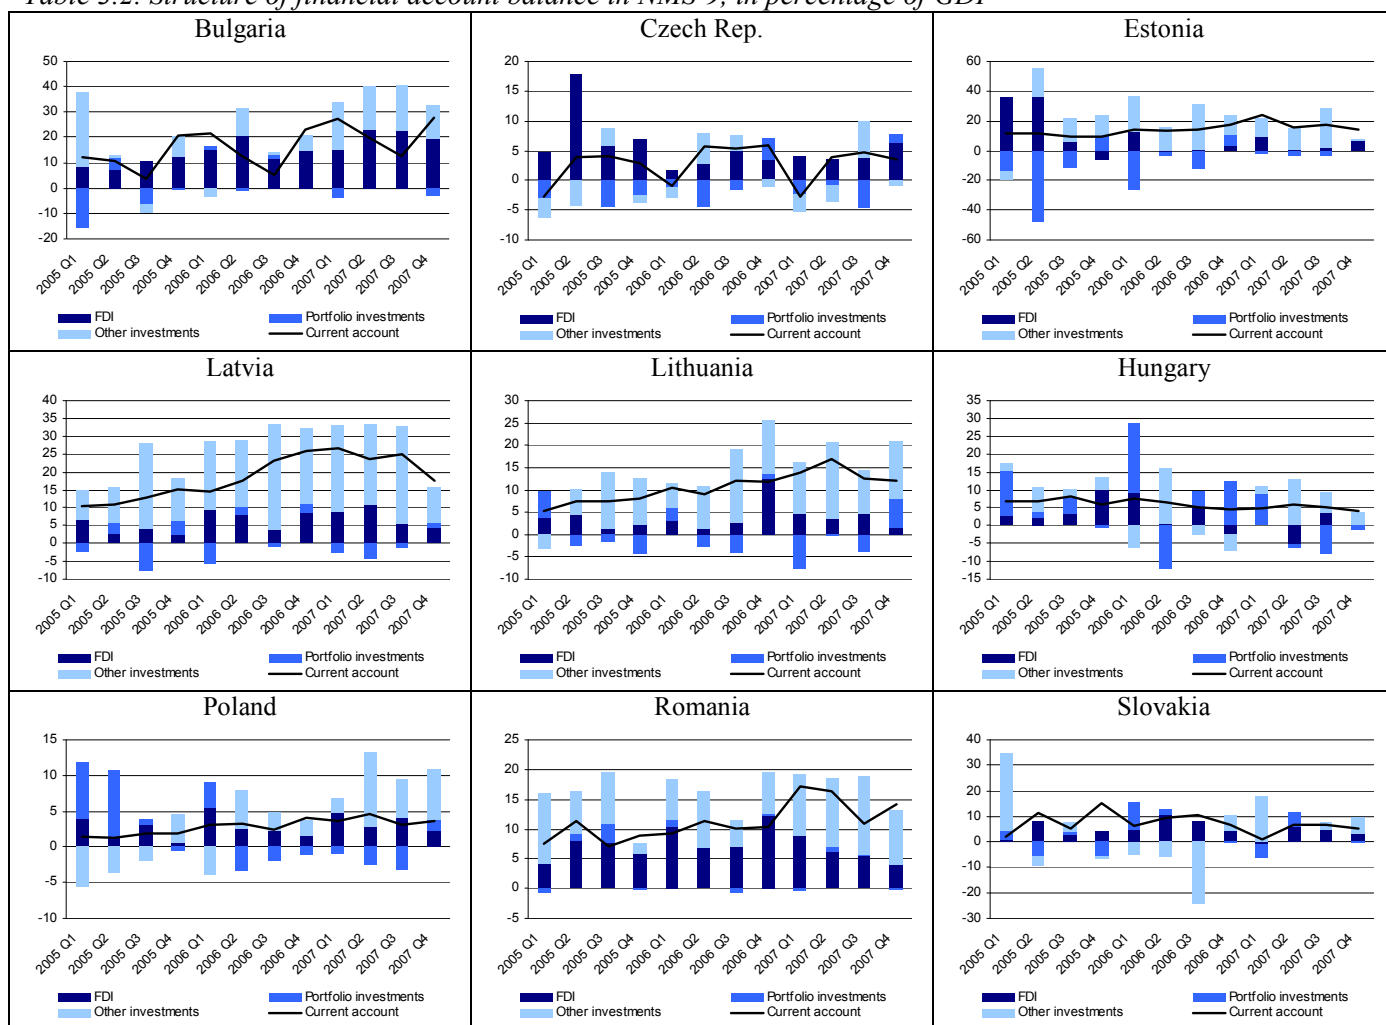 Table 3.2: Structure of financial account balance in NMS-9, in percentage of GDP
Bulgaria
50
40
30
20
10
0
-10
-20
2005 Q1
2005 Q2
2005 Q3
2005 Q4
2006 Q1
2006 Q2
2006 Q3
2006 Q4
2007 Q1
2007 Q2
2007 Q3
2007 Q4
FDI Portfolio investments
Other investments Current account
Czech Rep.
20
15
10
5
0
-5
-10
2005 Q1
2005 Q2
2005 Q3
2005 Q4
2006 Q1
2006 Q2
2006 Q3
2006 Q4
2007 Q1
2007 Q2
2007 Q3
2007 Q4
FDI Portfolio investments
Other investments Current account
Estonia
60
40
20
0
-20
-40
-60
2005 Q1
2005 Q2
2005 Q3
2005 Q4
2006 Q1
2006 Q2
2006 Q3
2006 Q4
2007 Q1
2007 Q2
2007 Q3
2007 Q4
FDI Portfolio investments
Other investments Current account
Latvia
40
35
30
25
20
15
10
5
0
-5
-10
2005 Q1
2005 Q2
2005 Q3
2005 Q4
2006 Q1
2006 Q2
2006 Q3
2006 Q4
2007 Q1
2007 Q2
2007 Q3
2007 Q4
FDI Portfolio investments
Other investments Current account
Lithuania
30
25
20
15
10
5
0
-5
-10
2005 Q1
2005 Q2
2005 Q3
2005 Q4
2006 Q1
2006 Q2
2006 Q3
2006 Q4
2007 Q1
2007 Q2
2007 Q3
2007 Q4
FDI Portfolio investments
Other investments Current account
Hungary
35
30
25
20
15
10
5
0
-5
-10
-15
2005 Q1
2005 Q2
2005 Q3
2005 Q4
2006 Q1
2006 Q2
2006 Q3
2006 Q4
2007 Q1
2007 Q2
2007 Q3
2007 Q4
FDI Portfolio investments
Other investments Current account
Poland
15
10
5
0
-5
-10
2005 Q1
2005 Q2
2005 Q3
2005 Q4
2006 Q1
2006 Q2
2006 Q3
2006 Q4
2007 Q1
2007 Q2
2007 Q3
2007 Q4
FDI Portfolio investments
Other investments Current account
Romania
25
20
15
10
5
0
-5
2005 Q1
2005 Q2
2005 Q3
2005 Q4
2006 Q1
2006 Q2
2006 Q3
2006 Q4
2007 Q1
2007 Q2
2007 Q3
2007 Q4
FDI Portfolio investments
Other investments Current account
Slovakia
40
30
20
10
0
-10
-20
-30
2005 Q1
2005 Q2
2005 Q3
2005 Q4
2006 Q1
2006 Q2
2006 Q3
2006 Q4
2007 Q1
2007 Q2
2007 Q3
2007 Q4
FDI Portfolio investments
Other investments Current account